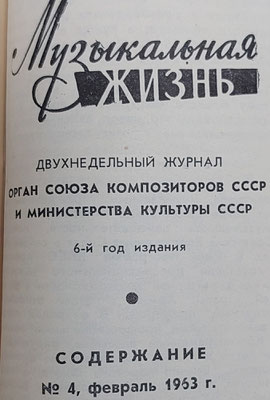 Музыкальная
ЖИЗНЬ
ДВУХНЕДЕЛЬНЫЙ ЖУРНАЛ
ОРГАН СОЮЗА КОМПОЗИТОРОВ СССР
И МИНИСТЕРСТВА КУЛЬТУРЫ СССР
6-й год издания
СОДЕРЖАНИЕ
№ 4, февраль 1963 г.